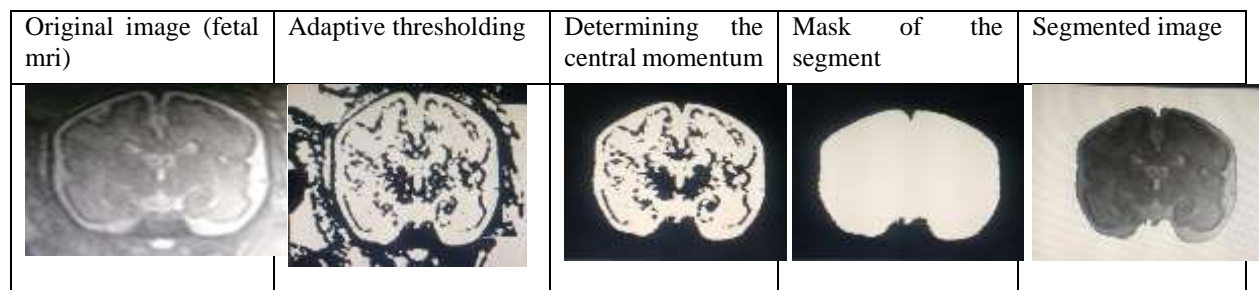 Original image (fetal
mri)
Adaptive thresholding
Determining the
central momentum
Mask of the
segment
Segmented image